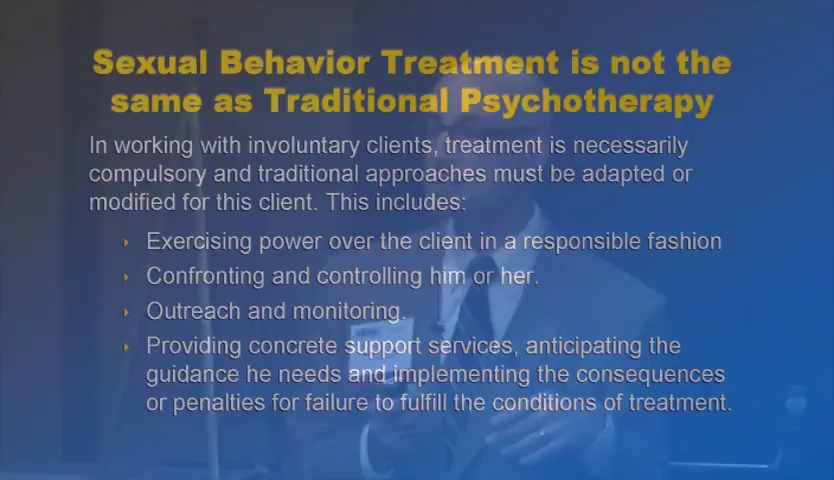 Sexual Behavior Treatment is not the
same as Traditional Psychotherapy
In working with involuntary clients, treatment is necessarily
compulsory and traditional approaches must be adapted or
modified for this client. This includes:
Exercising power over the client in a responsible fashion
Confronting and controlling him or her.
Outreach and monitoring.
Providing concrete support services, anticipating the
guidance he needs and implementing the consequences
or penalties for failure to fulfill the conditions of treatment.